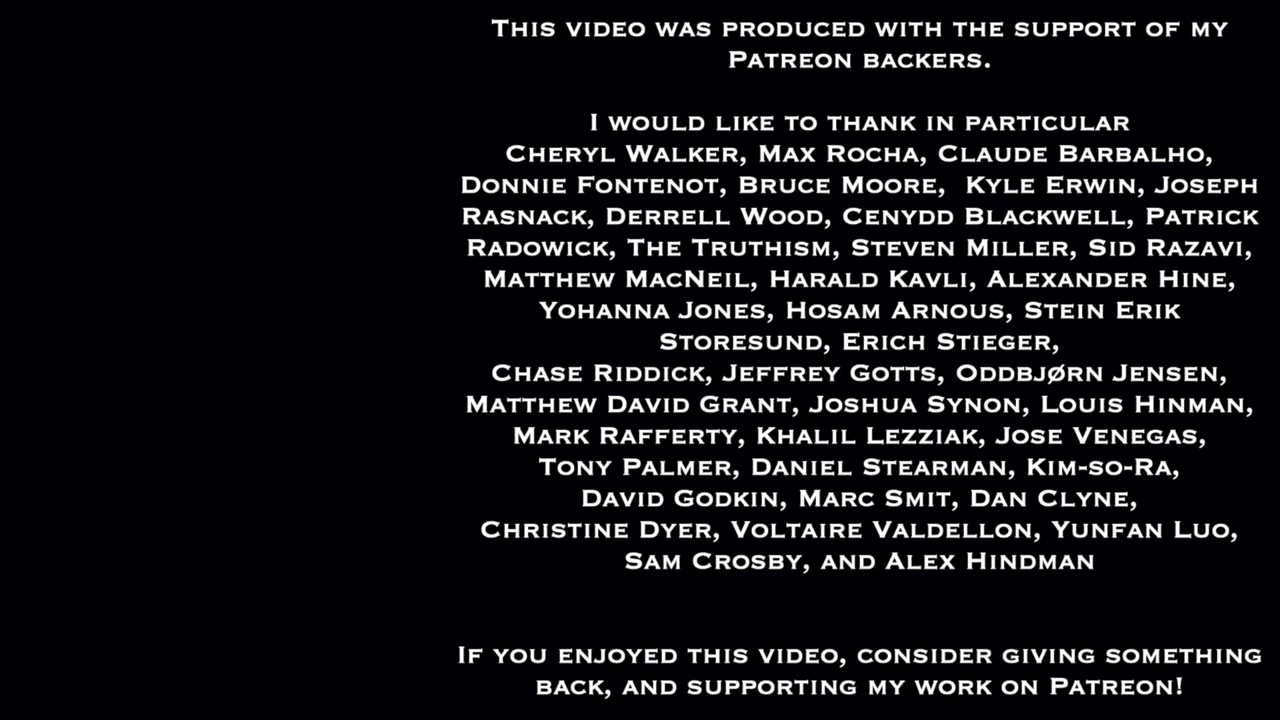 This video was produced with the support of my
Patreon backers.
I would like to thank in particular
Cheryl Walker, Max Rocha, Claude Barbalho,
Donnie Fontenot, Bruce Moore,  Kyle Erwin, Joseph
Rasnack, Derrell Wood, Cenydd Blackwell, Patrick
Radowick, The Truthism, Steven Miller, Sid Razavi,
Matthew MacNeil, Harald Kavli, Alexander Hine,
Yohanna Jones, Hosam Arnous, Stein Erik
Storesund, Erich Stieger,
Chase Riddick, Jeffrey Gotts, Oddbjørn Jensen,
Matthew David Grant, Joshua Synon, Louis Hinman,
Mark Rafferty, Khalil Lezziak, Jose Venegas,
Tony Palmer, Daniel Stearman, Kim-so-Ra,
David Godkin, Marc Smit, Dan Clyne,
Christine Dyer, Voltaire Valdellon, Yunfan Luo,
Sam Crosby, and Alex Hindman
If you enjoyed this video, consider giving something
back, and supporting my work on Patreon!